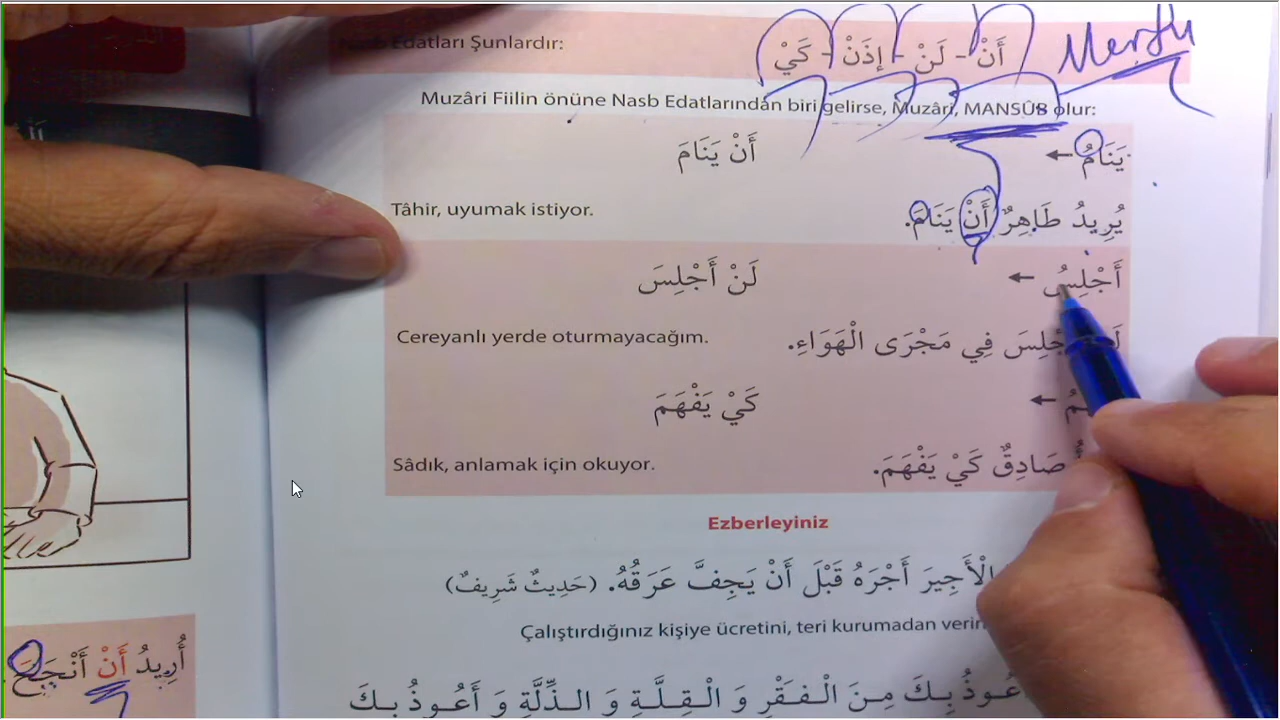 Nasb Edatları Şunlardır: أَنْ - لَنْ - إِذَنْ - كَيْ
Merfu
Muzâri Fiilin önüne Nasb Edatlarından biri gelirse, Muzâri, MANSÛB olur:
يَنَامُ ← أَنْ يَنَامَ
يُرِيدُ طَاهِرٌ أَنْ يَنَامَ.
Tâhir, uyumak istiyor.
أَجْلِسُ ← لَنْ أَجْلِسَ
جْلِسَ فِي مَجْرَى الْهَوَاءِ.
Cereyanlı yerde oturmayacağım.
← كَيْ يَفْهَمَ
صَادِقٌ كَيْ يَفْهَمَ.
Sâdık, anlamak için okuyor.
Ezberleyiniz
الْأَجِيرَ أَجْرَهُ قَبْلَ أَنْ يَجِفَّ عَرَقُهُ. (حَدِيثٌ شَرِيفٌ)
Çalıştırdığınız kişiye ücretini, teri kurumadan verin
عُوذُ بِكَ مِنَ الْفَقْرِ وَ الْقِلَّةِ وَ الذِّلَّةِ وَ أَعُوذُ بِكَ
أُرِيدُ أَنْ أَنْجَحَ